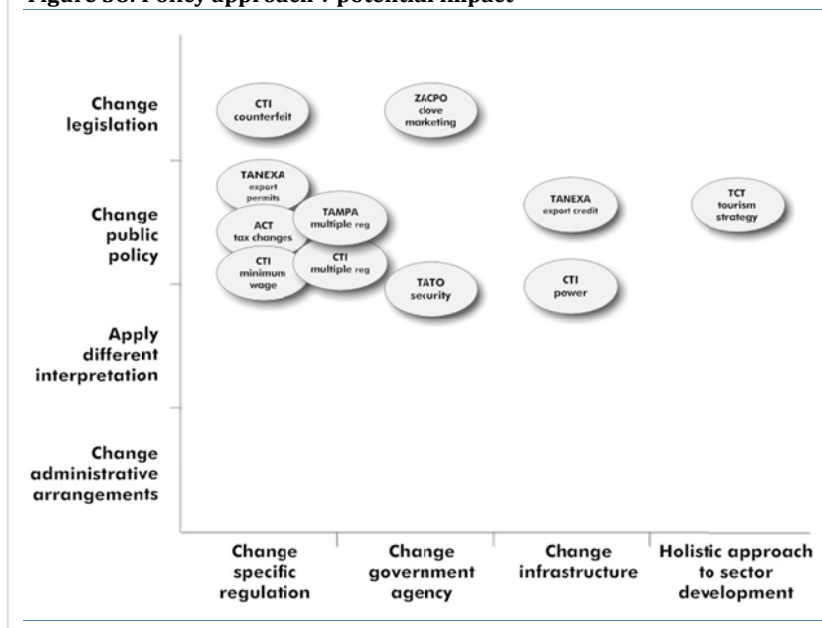 Figure 38: Policy approach v potential impact
Change
legislation
CTI
counterfeit
ZACPO
clove
marketing
TANEXA
export
permits
Change
public
policy
ACT
tax changes
TAMPA
multiple reg
TANEXA
export credit
TCT
tourism
strategy
CTI
minimum
wage
CTI
multiple reg
TATO
security
CTI
power
Apply
different
interpretation
Change
administrative
arrangements
Change
specific
regulation
Change
government
agency
Change
infrastructure
Holistic approach
to sector
development